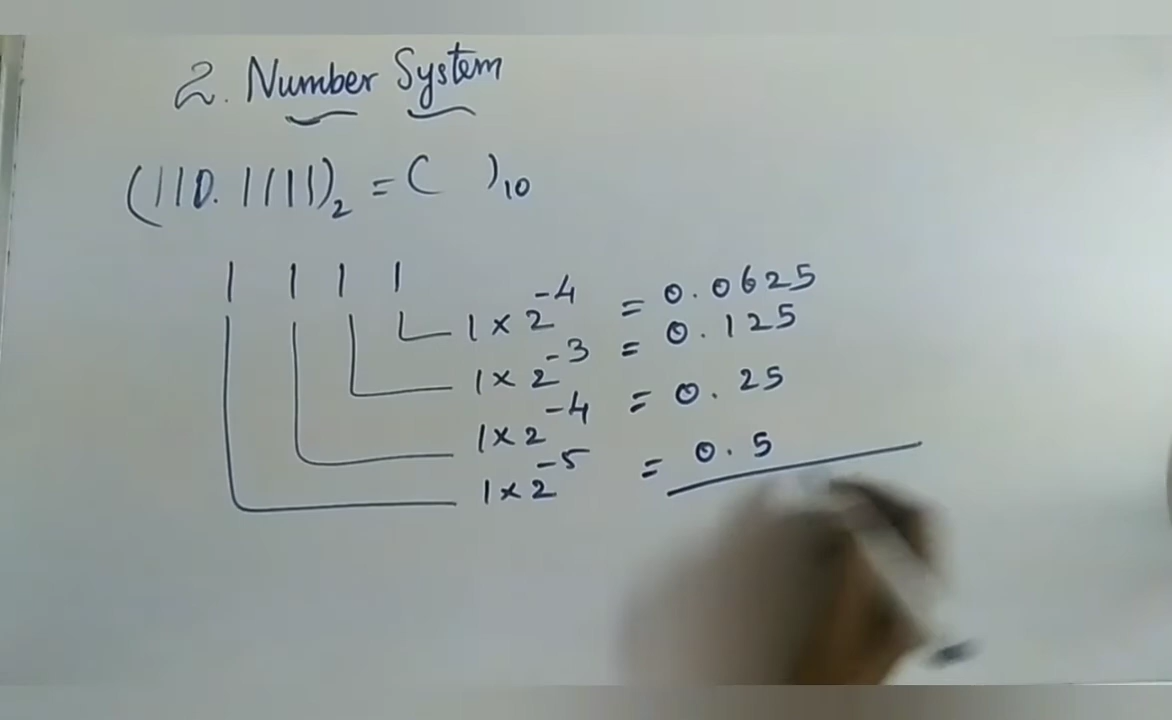 2. Number System
(110.1111)₂ = ( )₁₀
1 1 1 1
1 × 2⁻⁴ = 0.0625
1 × 2⁻³ = 0.125
1 × 2⁻⁴ = 0.25
1 × 2⁻⁵ = 0.5